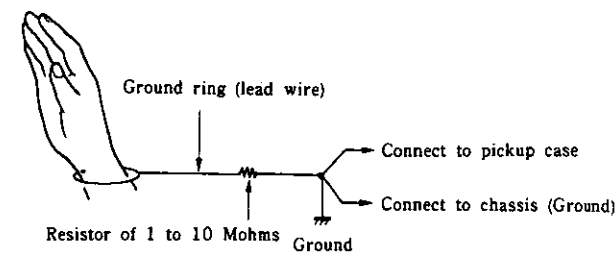 Ground ring (lead wire)
Connect to pickup case
Connect to chassis (Ground)
Resistor of 1 to 10 Mohms
Ground